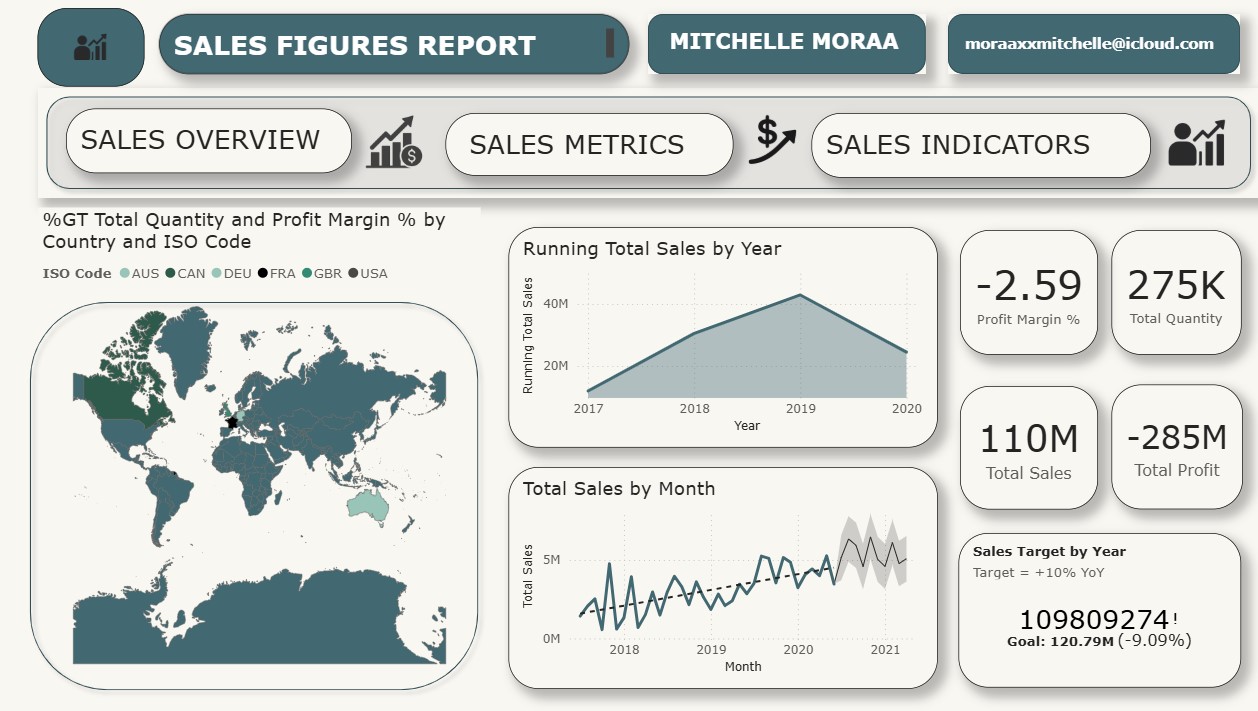 SALES FIGURES REPORT
MITCHELLE MORAA
moraaxxmitchelle@icloud.com
SALES OVERVIEW
SALES METRICS
SALES INDICATORS
%GT Total Quantity and Profit Margin % by
Country and ISO Code
ISO Code AUS CAN DEU FRA GBR USA
Running Total Sales by Year
Running Total Sales
40M
20M
2017 2018 2019 2020
Year
Total Sales by Month
Total Sales
5M
0M
2018 2019 2020 2021
Month
-2.59
Profit Margin %
275K
Total Quantity
110M
Total Sales
-285M
Total Profit
Sales Target by Year
Target = +10% YoY
109809274!
Goal: 120.79M (-9.09%)